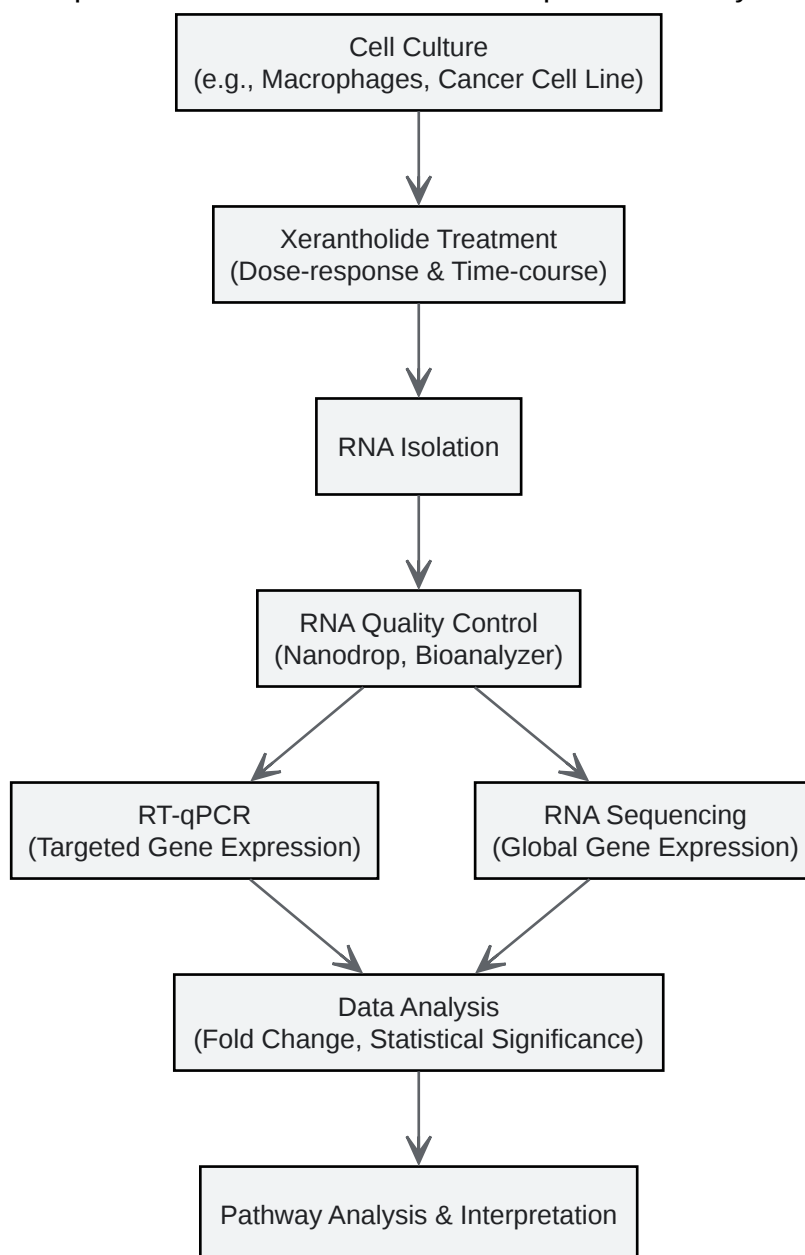 Cell Culture
(e.g., Macrophages, Cancer Cell Line)
Xerantholide Treatment
(Dose-response & Time-course)
RNA Isolation
RNA Quality Control
(Nanodrop, Bioanalyzer)
RT-qPCR
(Targeted Gene Expression)
RNA Sequencing
(Global Gene Expression)
Data Analysis
(Fold Change, Statistical Significance)
Pathway Analysis & Interpretation